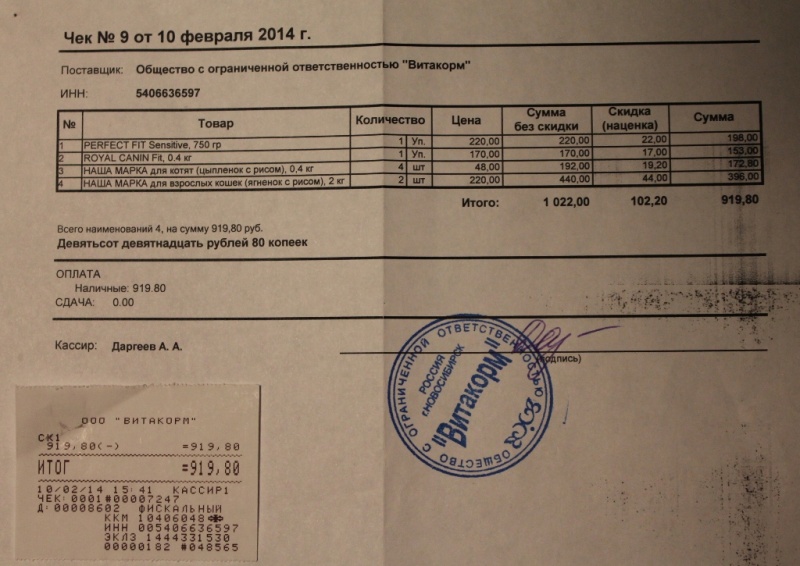 Чек № 9 от 10 февраля 2014 г.
Поставщик: Общество с ограниченной ответственностью "Витакорм"
ИНН: 5406636597
№ Товар Количество Цена Сумма без скидки Скидка (наценка) Сумма
1 PERFECT FIT Sensitive, 750 гр 1 Уп. 220,00 220,00 22,00 198,00
2 ROYAL CANIN Fit, 0.4 кг 1 Уп. 170,00 170,00 17,00 153,00
3 НАША МАРКА для котят (цыпленок с рисом), 0,4 кг 4 шт 48,00 192,00 19,20 172,80
4 НАША МАРКА для взрослых кошек (ягненок с рисом), 2 кг 2 шт 220,00 440,00 44,00 396,00
Итого: 1 022,00 102,20 919,80
Всего наименований 4, на сумму 919,80 руб.
Девятьсот девятнадцать рублей 80 копеек
ОПЛАТА
Наличные: 919.80
СДАЧА: 0.00
Кассир: Даргеев А. А.
(подпись)
ОБЩЕСТВО С ОГРАНИЧЕННОЙ ОТВЕТСТВЕННОСТЬЮ
РОССИЯ
г.НОВОСИБИРСК
"Витакорм"
ООО "ВИТАКОРМ"
СК1
919,80(-) =919,80
ИТОГ =919,80
10/02/14 15:41 КАССИР1
ЧЕК: 0001#00007247
Д: 00008602 ФИСКАЛЬНЫЙ
ККМ 10406048
ИНН 005406636597
ЭКЛЗ 1444331530
00000182 #048565